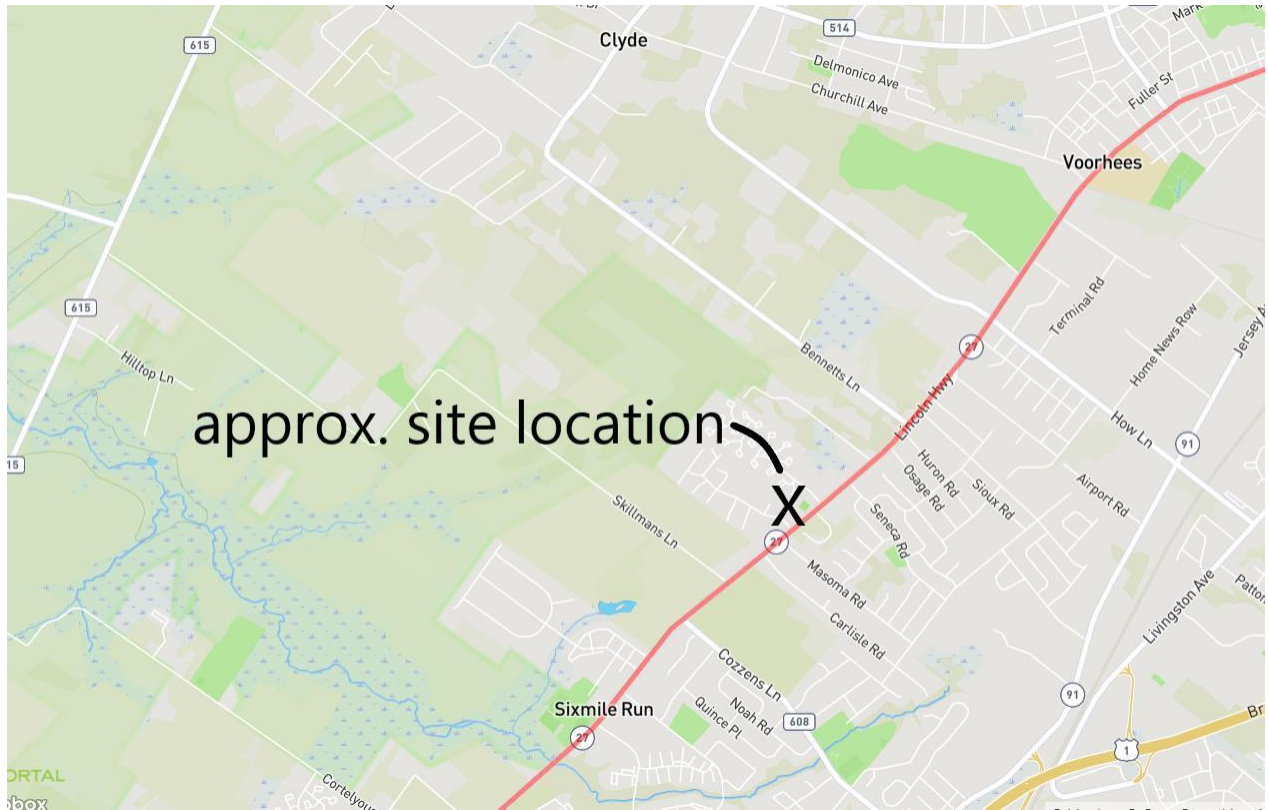 615
Clyde
514
Delmonico Ave
Churchill Ave
Fuller St
Voorhees
615
Hilltop Ln
Terminal Rd
Home News Row
27
Bennetts Ln
Lincoln Hwy
approx. site location
How Ln
91
15
X
Huron Rd
Osage Rd
Sioux Rd
Airport Rd
Skillmans Ln
Seneca Rd
27
Masoma Rd
Carlisle Rd
Livingston Ave
Cozzens Ln
Noah Rd
Quince Pl
91
Sixmile Run
608
27
1
Br
ORTAL